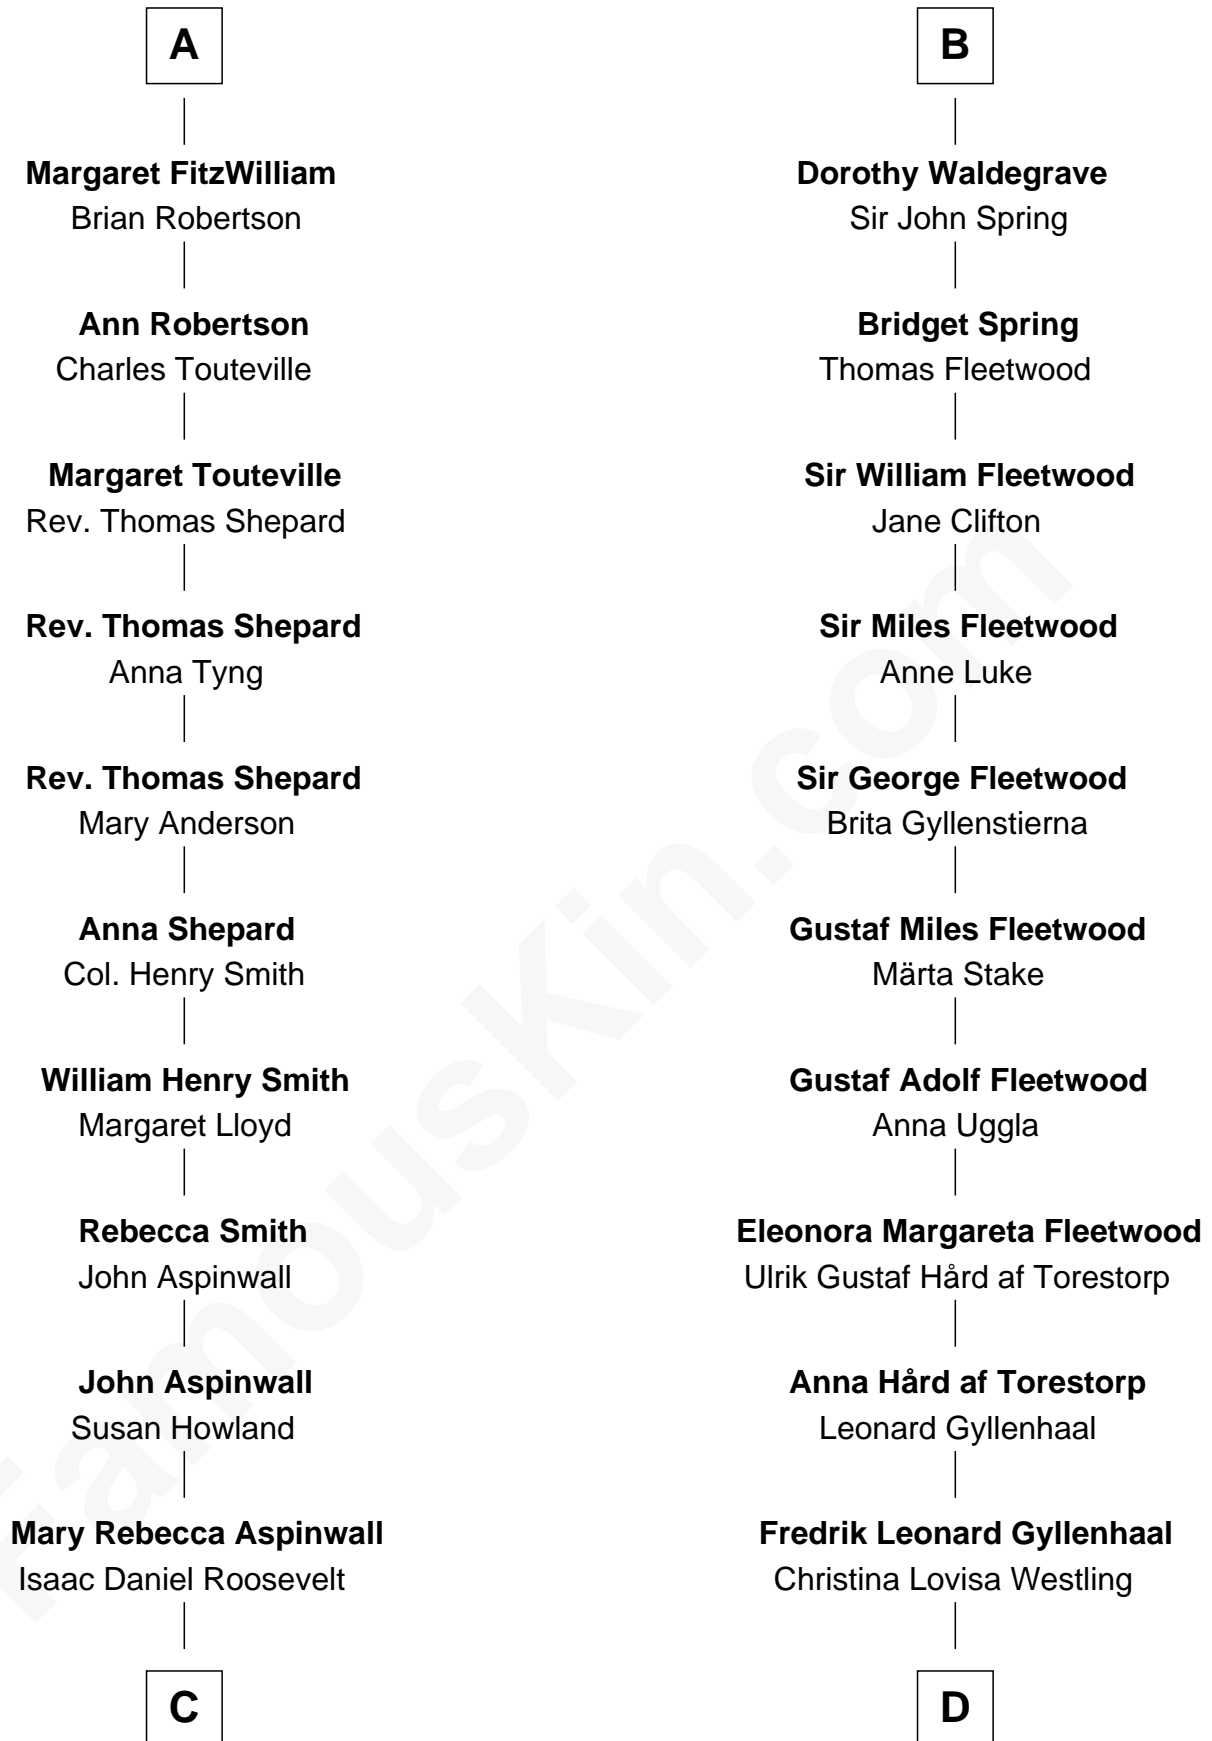 A
Margaret FitzWilliam
Brian Robertson
Ann Robertson
Charles Touteville
Margaret Touteville
Rev. Thomas Shepard
Rev. Thomas Shepard
Anna Tyng
Rev. Thomas Shepard
Mary Anderson
Anna Shepard
Col. Henry Smith
William Henry Smith
Margaret Lloyd
Rebecca Smith
John Aspinwall
John Aspinwall
Susan Howland
Mary Rebecca Aspinwall
Isaac Daniel Roosevelt
C
B
Dorothy Waldegrave
Sir John Spring
Bridget Spring
Thomas Fleetwood
Sir William Fleetwood
Jane Clifton
Sir Miles Fleetwood
Anne Luke
Sir George Fleetwood
Brita Gyllenstierna
Gustaf Miles Fleetwood
Märta Stake
Gustaf Adolf Fleetwood
Anna Uggla
Eleonora Margareta Fleetwood
Ulrik Gustaf Hård af Torestorp
Anna Hård af Torestorp
Leonard Gyllenhaal
Fredrik Leonard Gyllenhaal
Christina Lovisa Westling
D
FamousKin.com